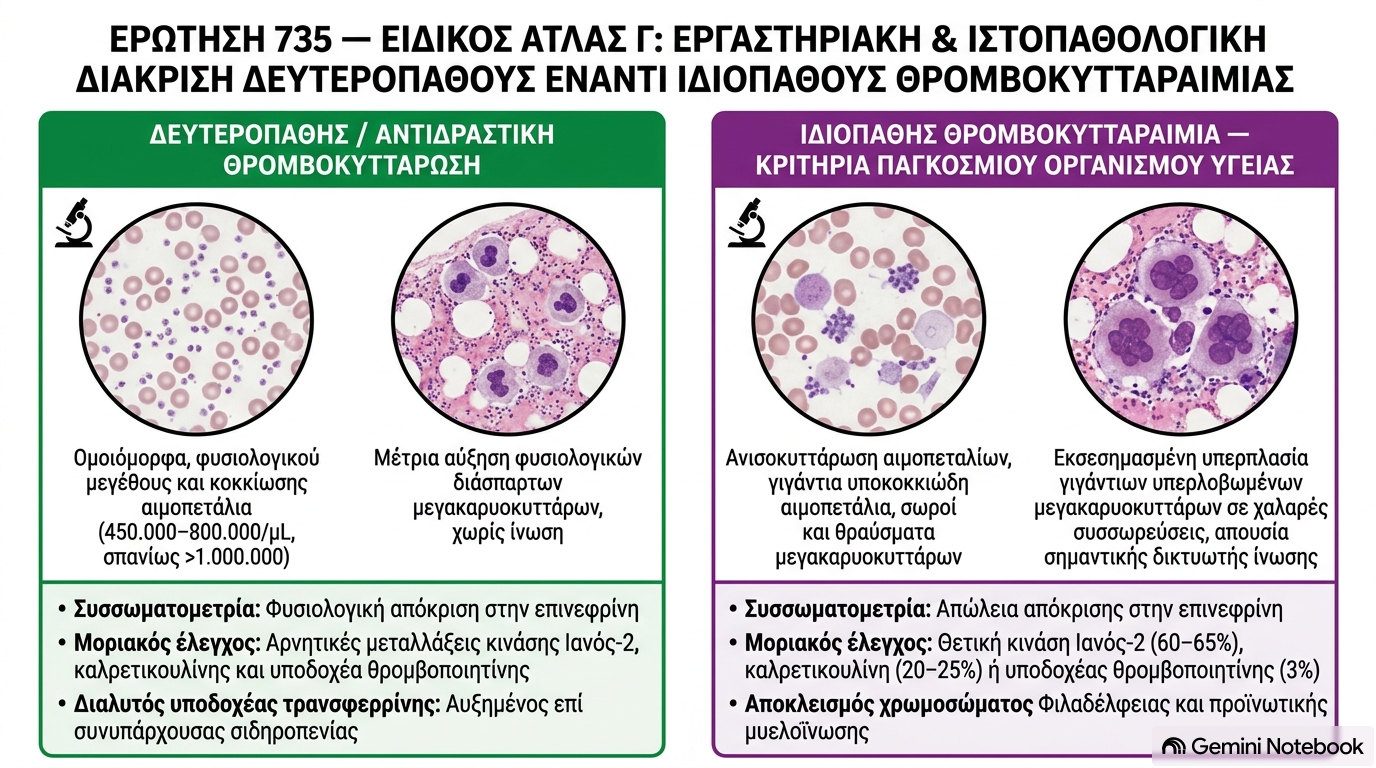 ΕΡΩΤΗΣΗ 735 — ΕΙΔΙΚΟΣ ΑΤΛΑΣ Γ: ΕΡΓΑΣΤΗΡΙΑΚΗ & ΙΣΤΟΠΑΘΟΛΟΓΙΚΗ
ΔΙΑΚΡΙΣΗ ΔΕΥΤΕΡΟΠΑΘΟΥΣ ΕΝΑΝΤΙ ΙΔΙΟΠΑΘΟΥΣ ΘΡΟΜΒΟΚΥΤΤΑΡΑΙΜΙΑΣ
ΔΕΥΤΕΡΟΠΑΘΗΣ / ΑΝΤΙΔΡΑΣΤΙΚΗ
ΘΡΟΜΒΟΚΥΤΤΑΡΩΣΗ
Ομοιόμορφα, φυσιολογικού
μεγέθους και κοκκίωσης
αιμοπετάλια
(450.000–800.000/μL,
σπανίως >1.000.000)
Μέτρια αύξηση φυσιολογικών
διάσπαρτων
μεγακαρυοκυττάρων,
χωρίς ίνωση
• Συσσωματομετρία: Φυσιολογική απόκριση στην επινεφρίνη
• Μοριακός έλεγχος: Αρνητικές μεταλλάξεις κινάσης Ιανός-2,
καλρετικουλίνης και υποδοχέα θρομβοποιητίνης
• Διαλυτός υποδοχέας τρανσφερρίνης: Αυξημένος επί
συνυπάρχουσας σιδηροπενίας
ΙΔΙΟΠΑΘΗΣ ΘΡΟΜΒΟΚΥΤΤΑΡΑΙΜΙΑ —
ΚΡΙΤΗΡΙΑ ΠΑΓΚΟΣΜΙΟΥ ΟΡΓΑΝΙΣΜΟΥ ΥΓΕΙΑΣ
Ανισοκυττάρωση αιμοπεταλίων,
γιγάντια υποκοκκιώδη
αιμοπετάλια, σωροί
και θραύσματα
μεγακαρυοκυττάρων
Εκσεσημασμένη υπερπλασία
γιγάντιων υπερλοβωμένων
μεγακαρυοκυττάρων σε χαλαρές
συσσωρεύσεις, απουσία
σημαντικής δικτυωτής ίνωσης
• Συσσωματομετρία: Απώλεια απόκρισης στην επινεφρίνη
• Μοριακός έλεγχος: Θετική κινάση Ιανός-2 (60–65%),
καλρετικουλίνη (20–25%) ή υποδοχέας θρομβοποιητίνης (3%)
• Αποκλεισμός χρωμοσώματος Φιλαδέλφειας και προϊνωτικής
μυελοΐνωσης
Gemini Notebook